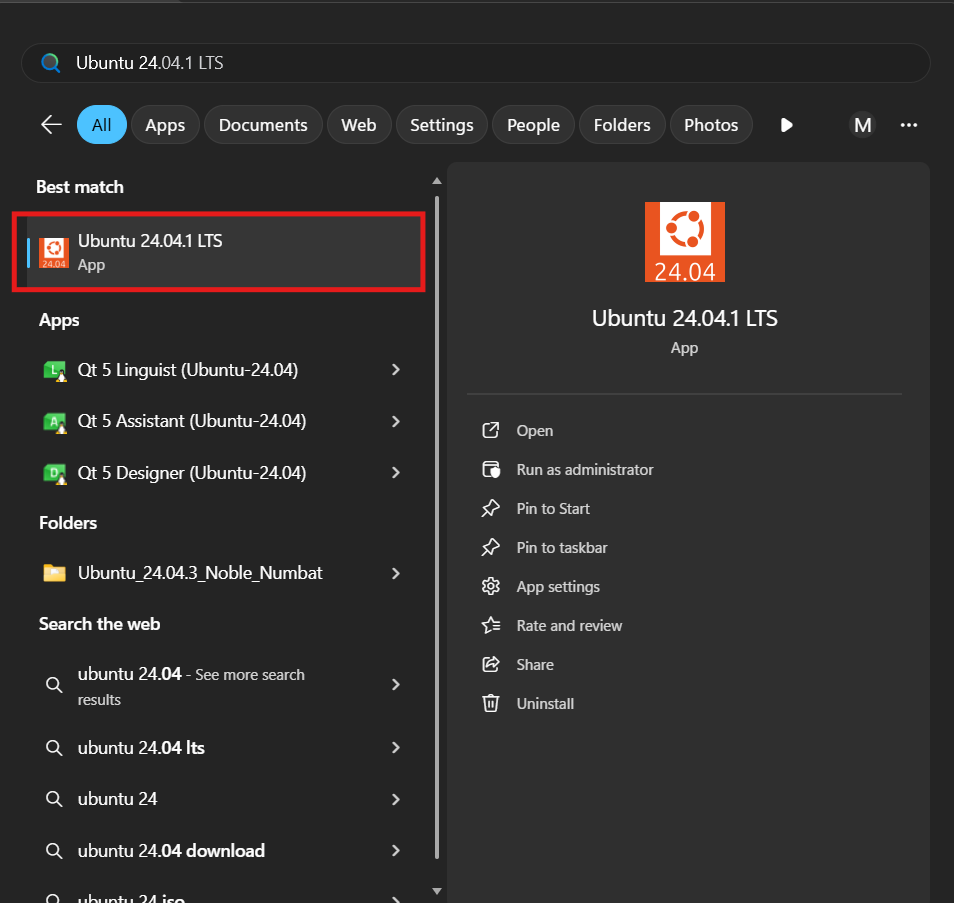 Ubuntu 24.04.1 LTS
All
Apps
Documents
Web
Settings
People
Folders
Photos
M
Best match
24.04
Ubuntu 24.04.1 LTS
App
Apps
L
Qt 5 Linguist (Ubuntu-24.04)
A
Qt 5 Assistant (Ubuntu-24.04)
D
Qt 5 Designer (Ubuntu-24.04)
Folders
Ubuntu_24.04.3_Noble_Numbat
Search the web
ubuntu 24.04 - See more search
results
ubuntu 24.04 lts
ubuntu 24
ubuntu 24.04 download
ubuntu 24 iso
24.04
Ubuntu 24.04.1 LTS
App
Open
Run as administrator
Pin to Start
Pin to taskbar
App settings
Rate and review
Share
Uninstall